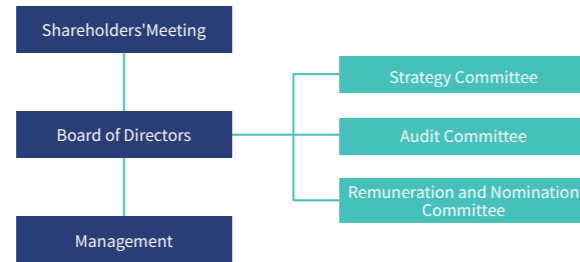 Shareholders'Meeting
Strategy Committee
Board of Directors
Audit Committee
Remuneration and Nomination
Committee
Management